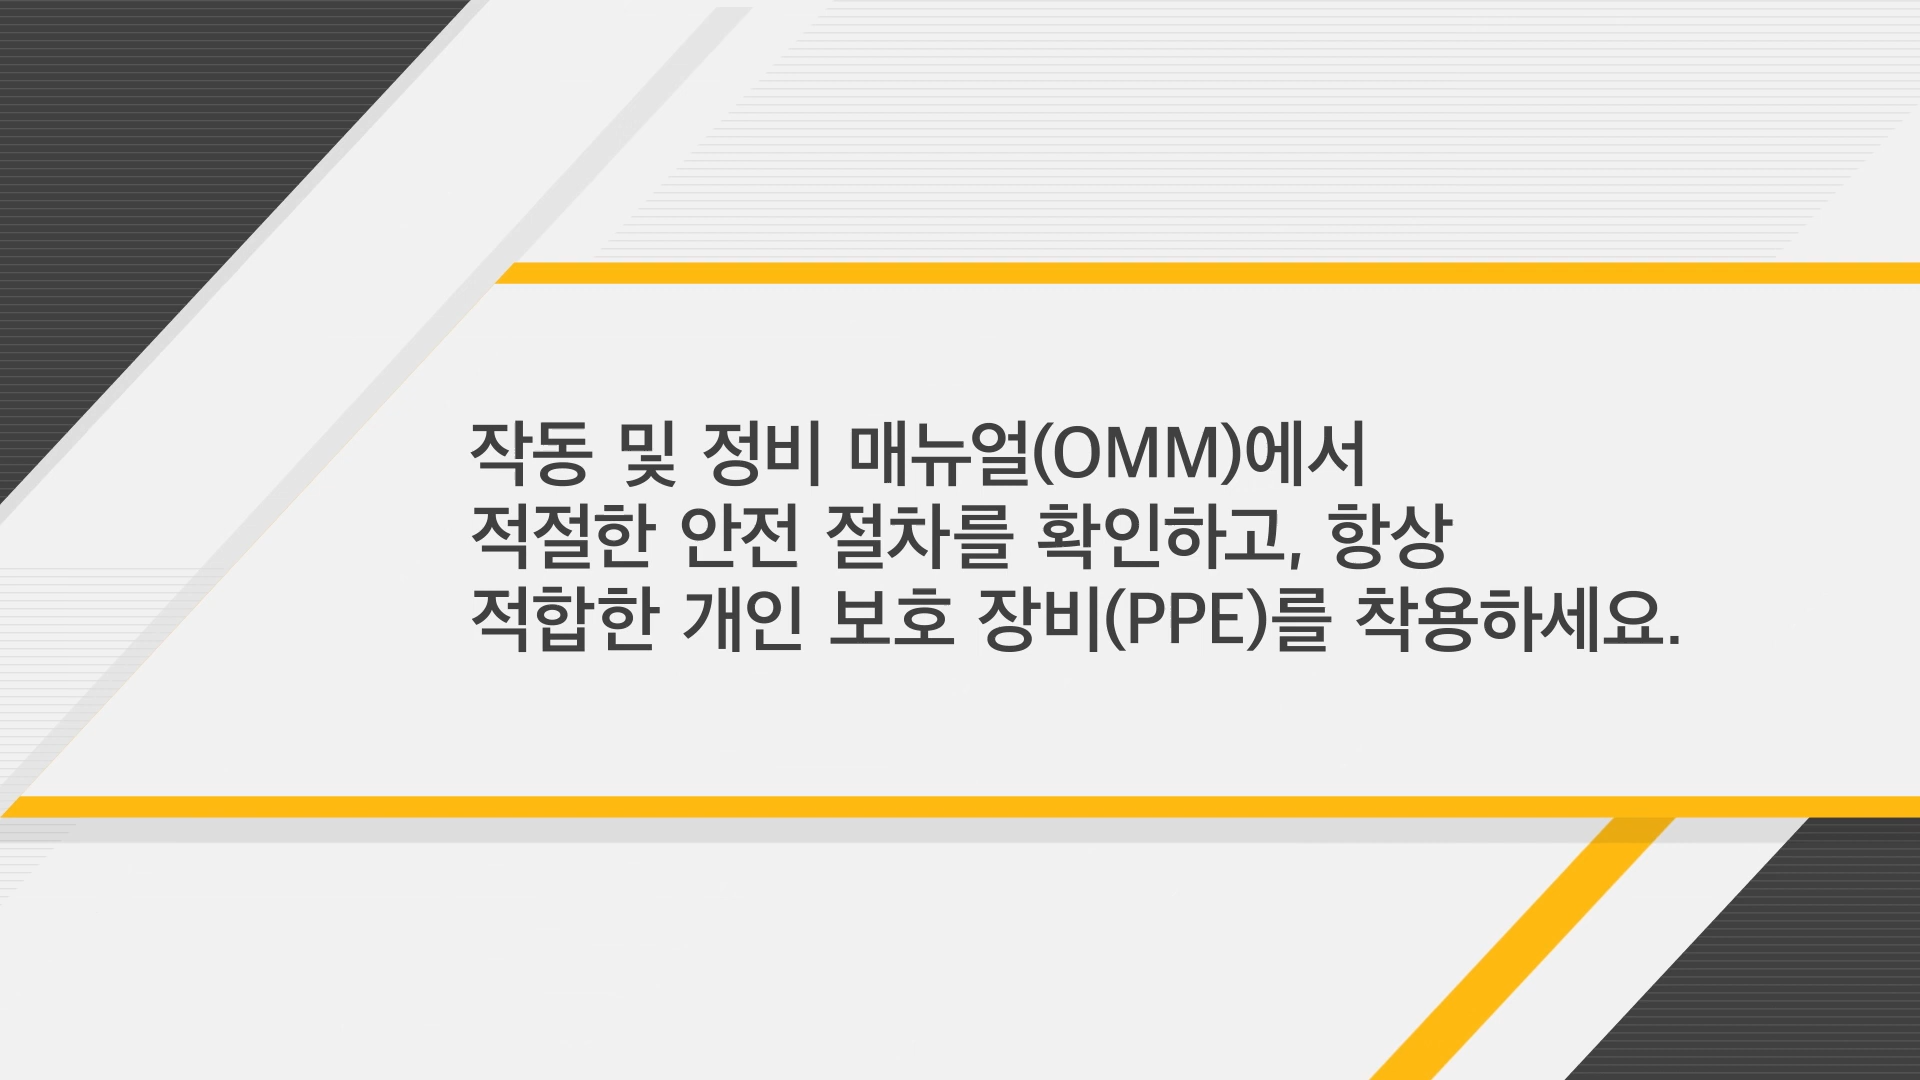 작동 및 정비 매뉴얼(OMM)에서
적절한 안전 절차를 확인하고, 항상
적합한 개인 보호 장비(PPE)를 착용하세요.